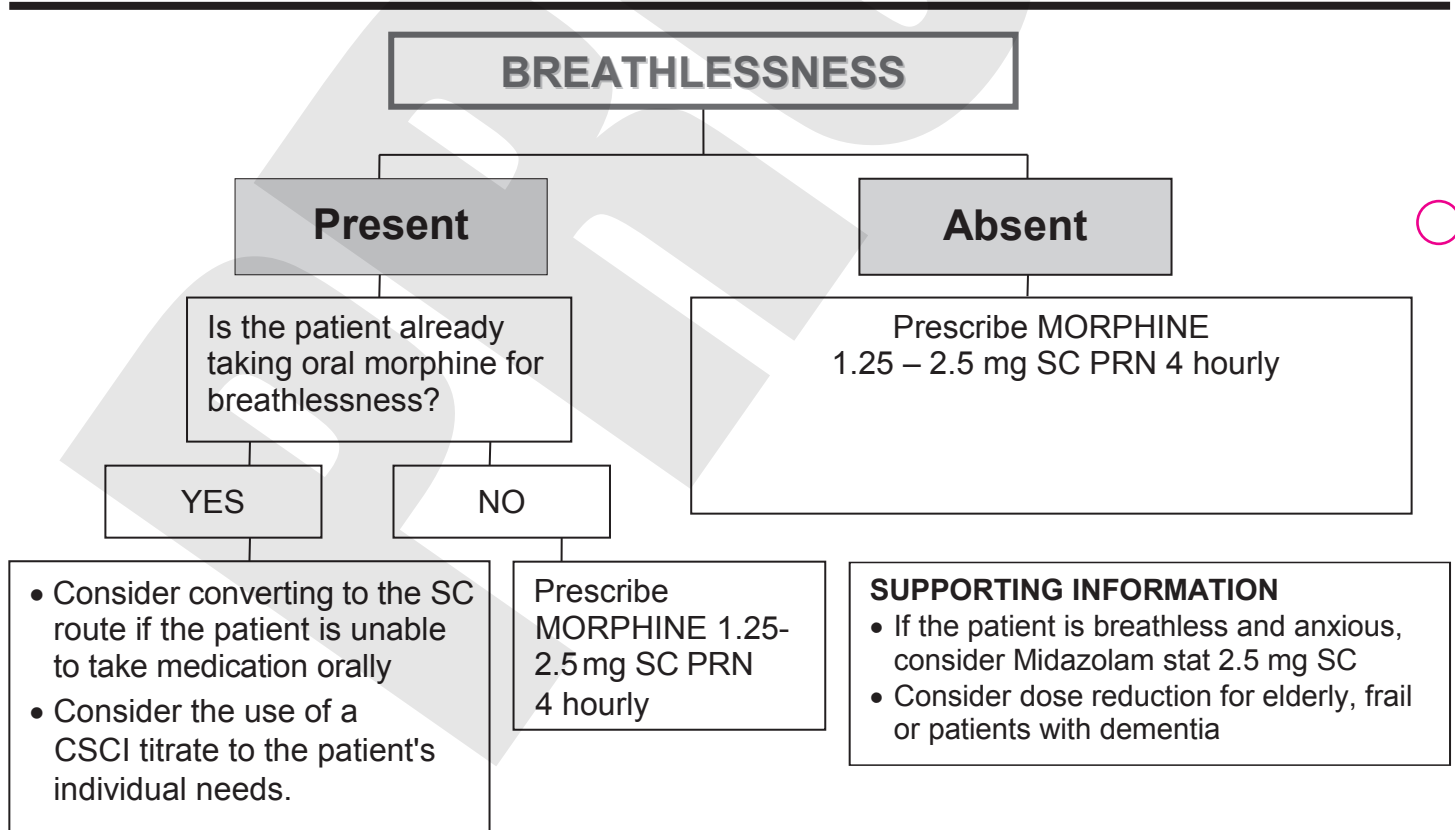 BREATHLESSNESS
Present
Absent
Is the patient already
taking oral morphine for
breathlessness?
Prescribe MORPHINE
1.25 – 2.5 mg SC PRN 4 hourly
YES
NO
• Consider converting to the SC
route if the patient is unable
to take medication orally
• Consider the use of a
CSCI titrate to the patient's
individual needs.
Prescribe
MORPHINE 1.25-
2.5 mg SC PRN
4 hourly
SUPPORTING INFORMATION
• If the patient is breathless and anxious,
consider Midazolam stat 2.5 mg SC
• Consider dose reduction for elderly, frail
or patients with dementia